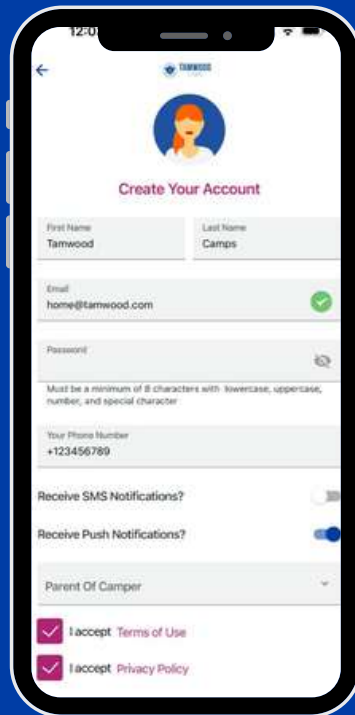 TAMWOOD
Create Your Account
First Name
Tamwood
Last Name
Camps
Email
home@tamwood.com
Password
Must be a minimum of 8 characters with lowercase, uppercase,
number, and special character
Your Phone Number
+123456789
Receive SMS Notifications?
Receive Push Notifications?
Parent Of Camper
I accept Terms of Use
I accept Privacy Policy